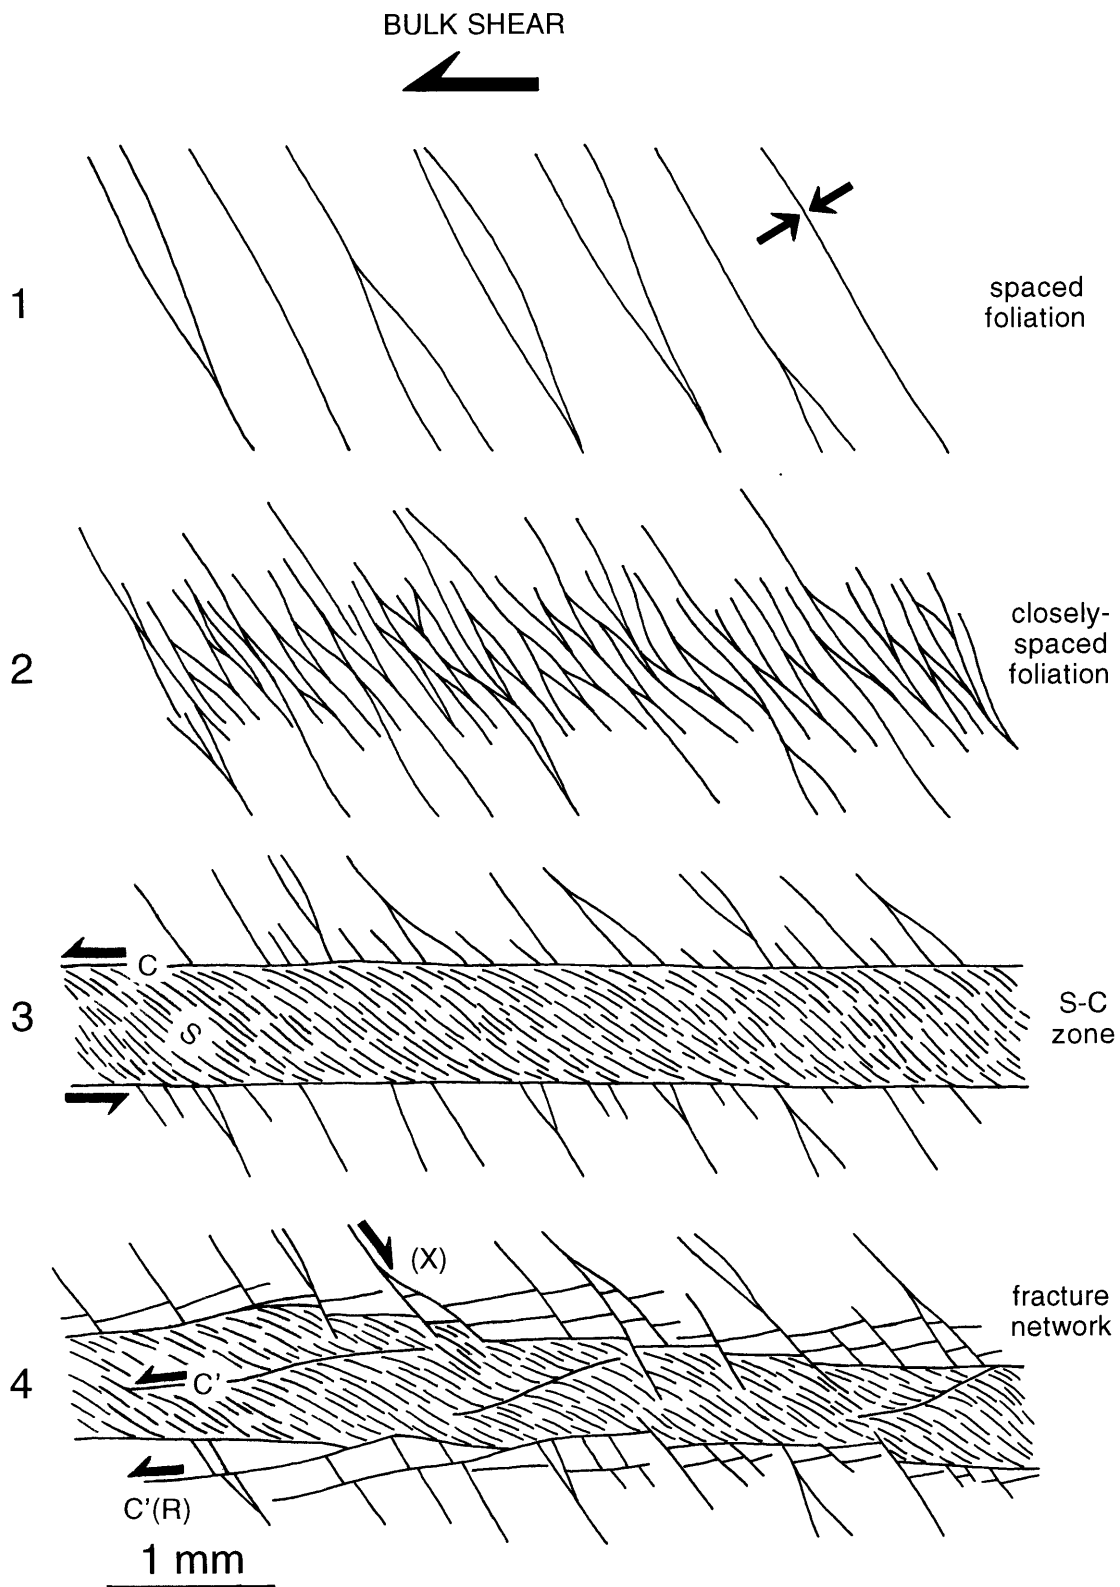 BULK SHEAR
1
spaced
foliation
2
closely-
spaced
foliation
3
C
S
S-C
zone
4
(X)
fracture
network
C'
C'(R)
1 mm